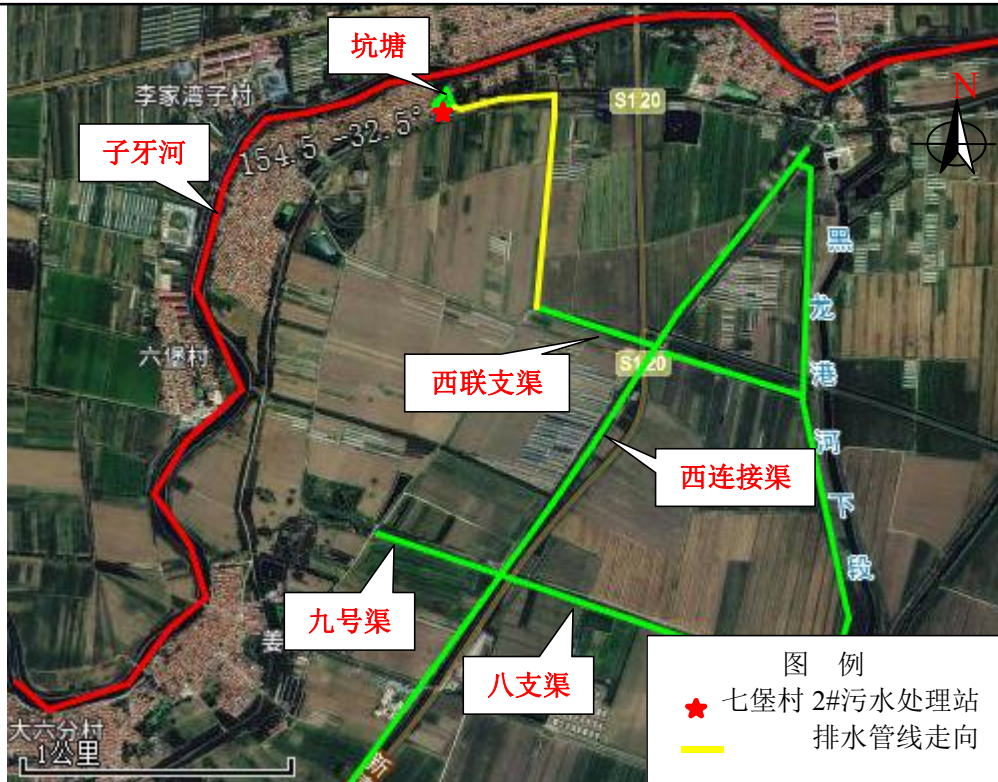 坑塘
N
李家湾子村
S120
154.5 -32.5°
子牙河
黑龙港河下段
六堡村
S120
西联支渠
西连接渠
九号渠
姜
八支渠
图 例
七堡村 2#污水处理站
排水管线走向
大六分村
1公里
新